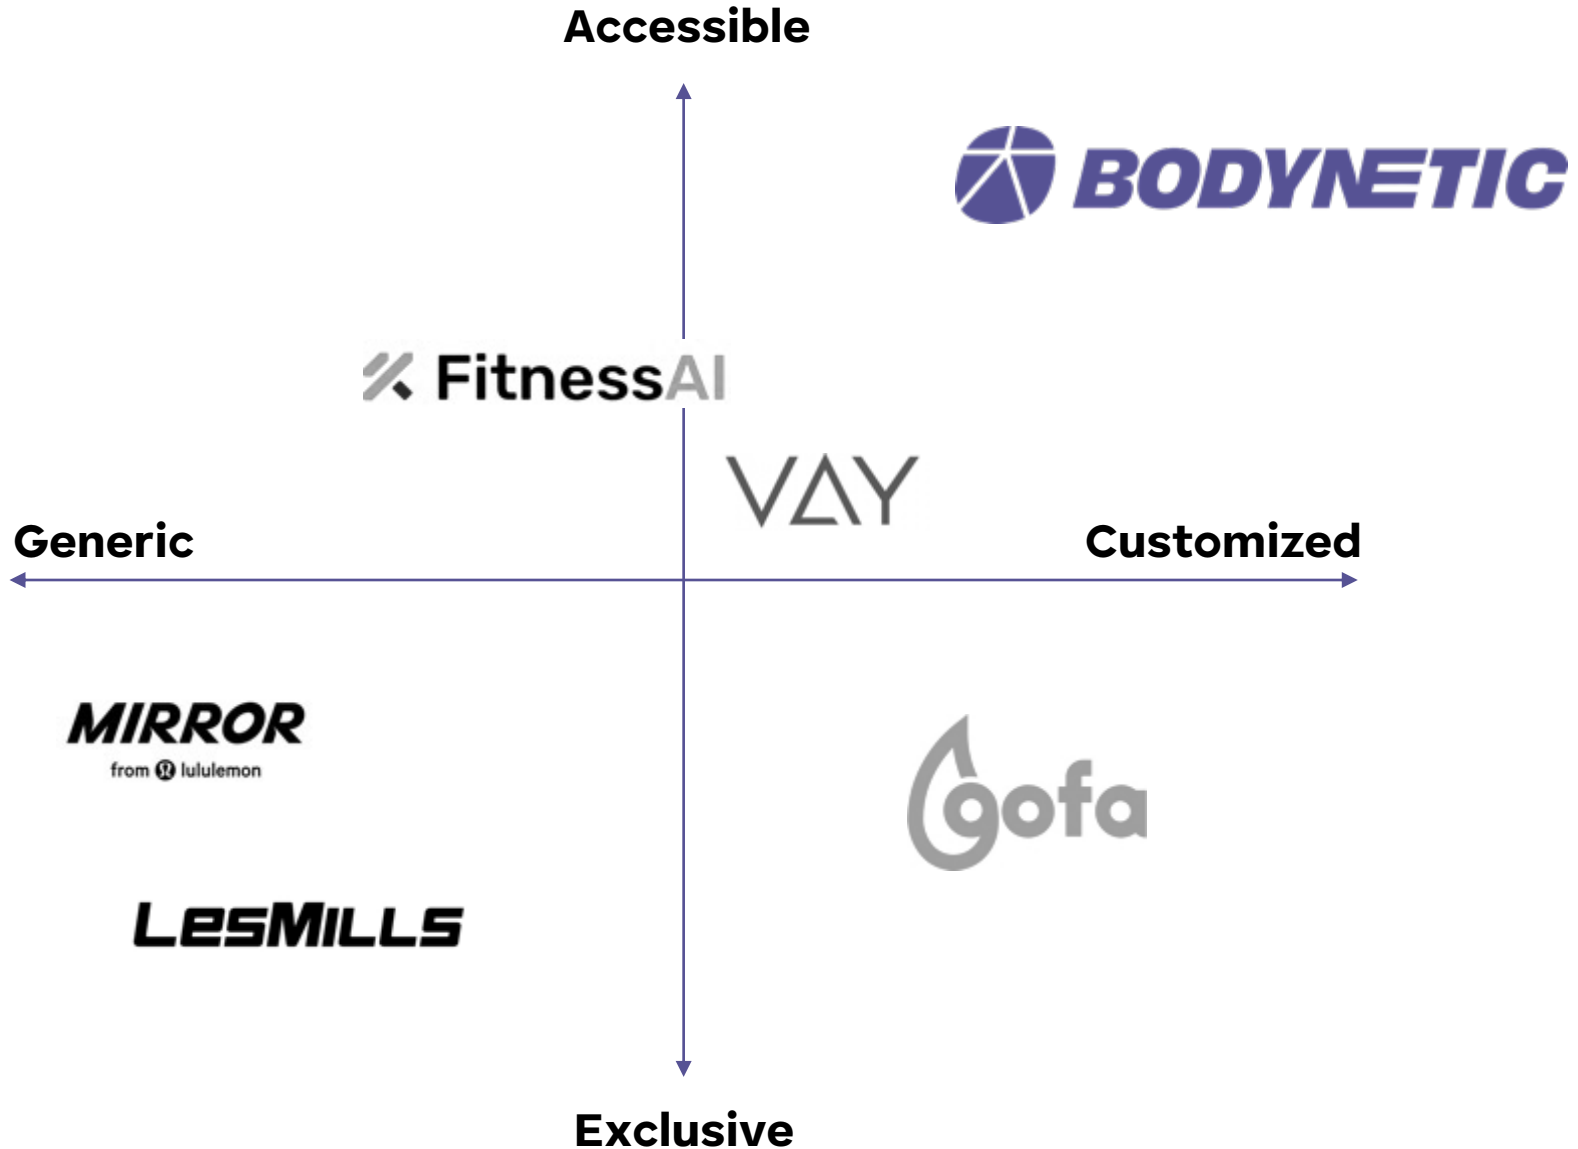 Accessible
BODYNETIC
FitnessAI
VAY
Generic
Customized
MIRROR
from lululemon
gofa
LesMILLS
Exclusive